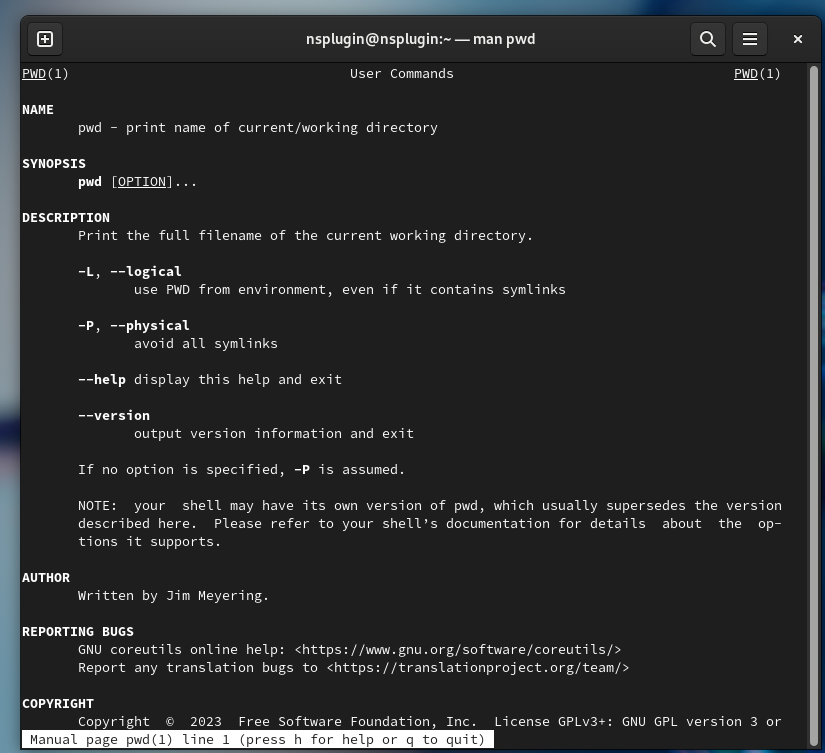 nsplugin@nsplugin:~ — man pwd
PWD(1) User Commands PWD(1)
NAME
pwd - print name of current/working directory
SYNOPSIS
pwd [OPTION]...
DESCRIPTION
Print the full filename of the current working directory.
-L, --logical
use PWD from environment, even if it contains symlinks
-P, --physical
avoid all symlinks
--help display this help and exit
--version
output version information and exit
If no option is specified, -P is assumed.
NOTE:  your  shell may have its own version of pwd, which usually supersedes the version
described here.  Please refer to your shell’s documentation for details  about  the  op-
tions it supports.
AUTHOR
Written by Jim Meyering.
REPORTING BUGS
GNU coreutils online help: <https://www.gnu.org/software/coreutils/>
Report any translation bugs to <https://translationproject.org/team/>
COPYRIGHT
Copyright  ©  2023  Free Software Foundation, Inc.  License GPLv3+: GNU GPL version 3 or
Manual page pwd(1) line 1 (press h for help or q to quit)